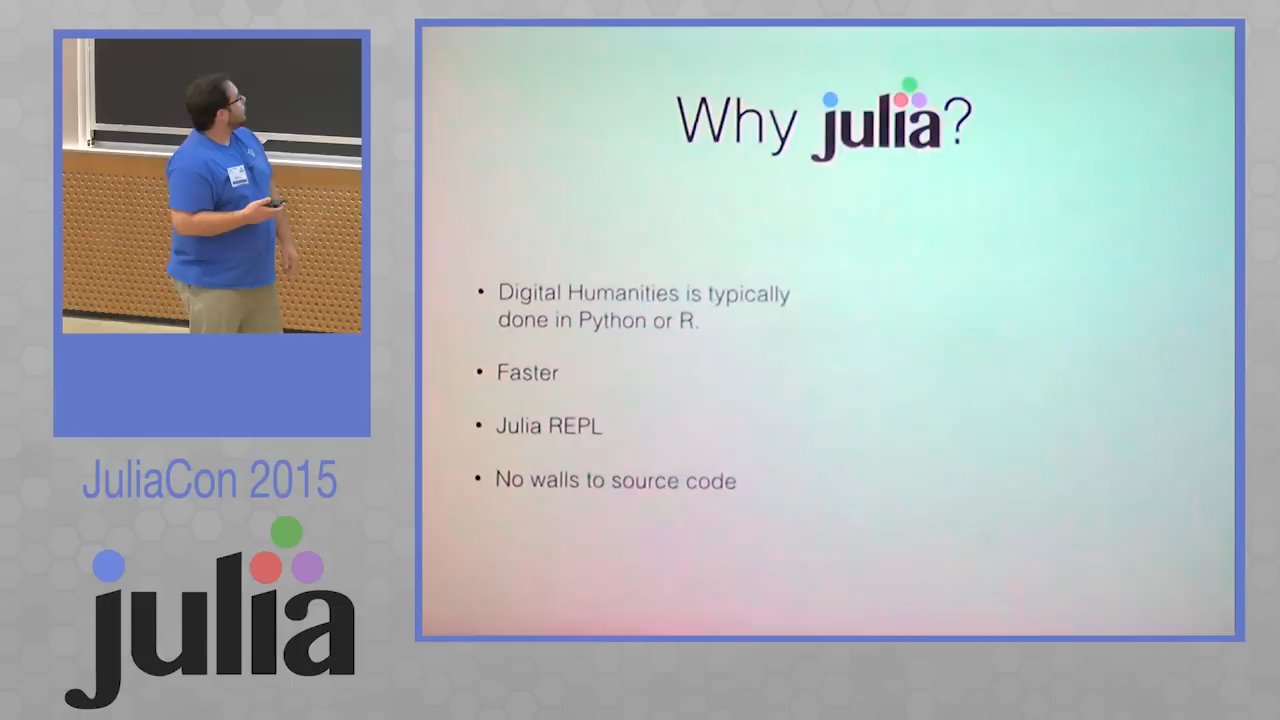 Why julia?
• Digital Humanities is typically
done in Python or R.
• Faster
• Julia REPL
• No walls to source code
JuliaCon 2015
julia